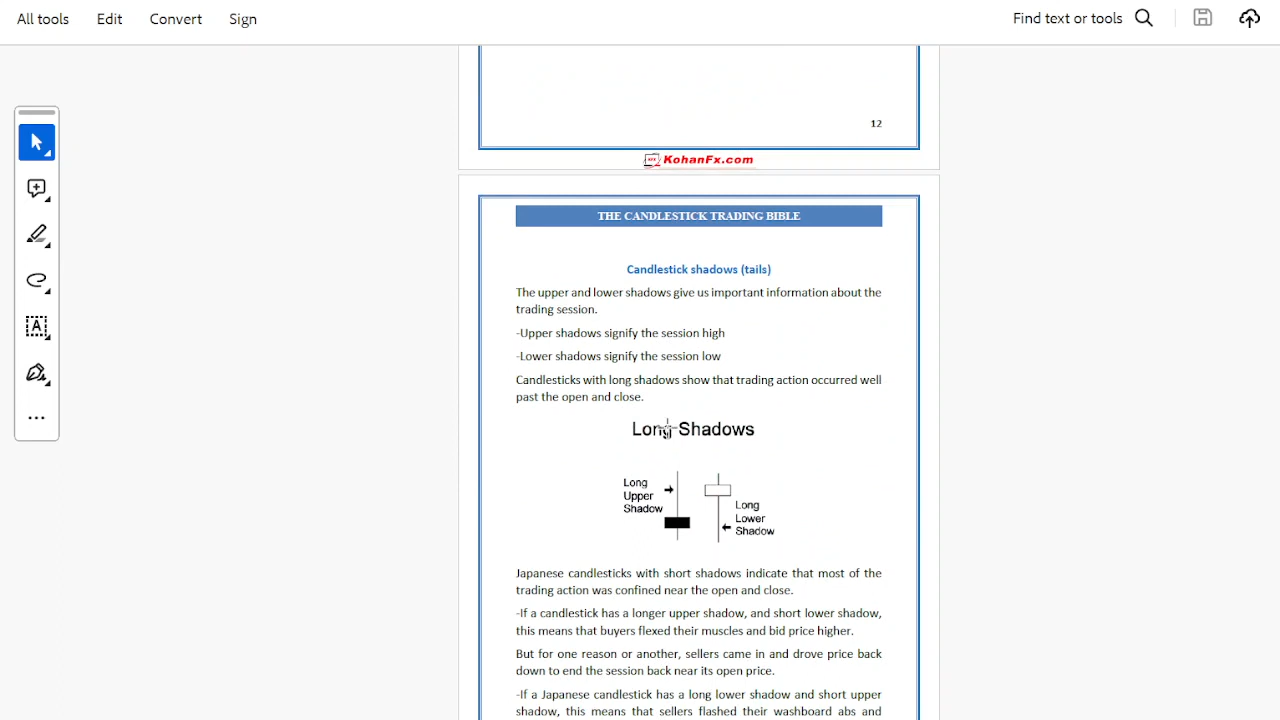 All tools Edit Convert Sign Find text or tools
12
KohanFx.com
THE CANDLESTICK TRADING BIBLE
Candlestick shadows (tails)
The upper and lower shadows give us important information about the
trading session.
-Upper shadows signify the session high
-Lower shadows signify the session low
Candlesticks with long shadows show that trading action occurred well
past the open and close.
Long Shadows
Long
Upper
Shadow
Long
Lower
Shadow
Japanese candlesticks with short shadows indicate that most of the
trading action was confined near the open and close.
-If a candlestick has a longer upper shadow, and short lower shadow,
this means that buyers flexed their muscles and bid price higher.
But for one reason or another, sellers came in and drove price back
down to end the session back near its open price.
-If a Japanese candlestick has a long lower shadow and short upper
shadow, this means that sellers flashed their washboard abs and